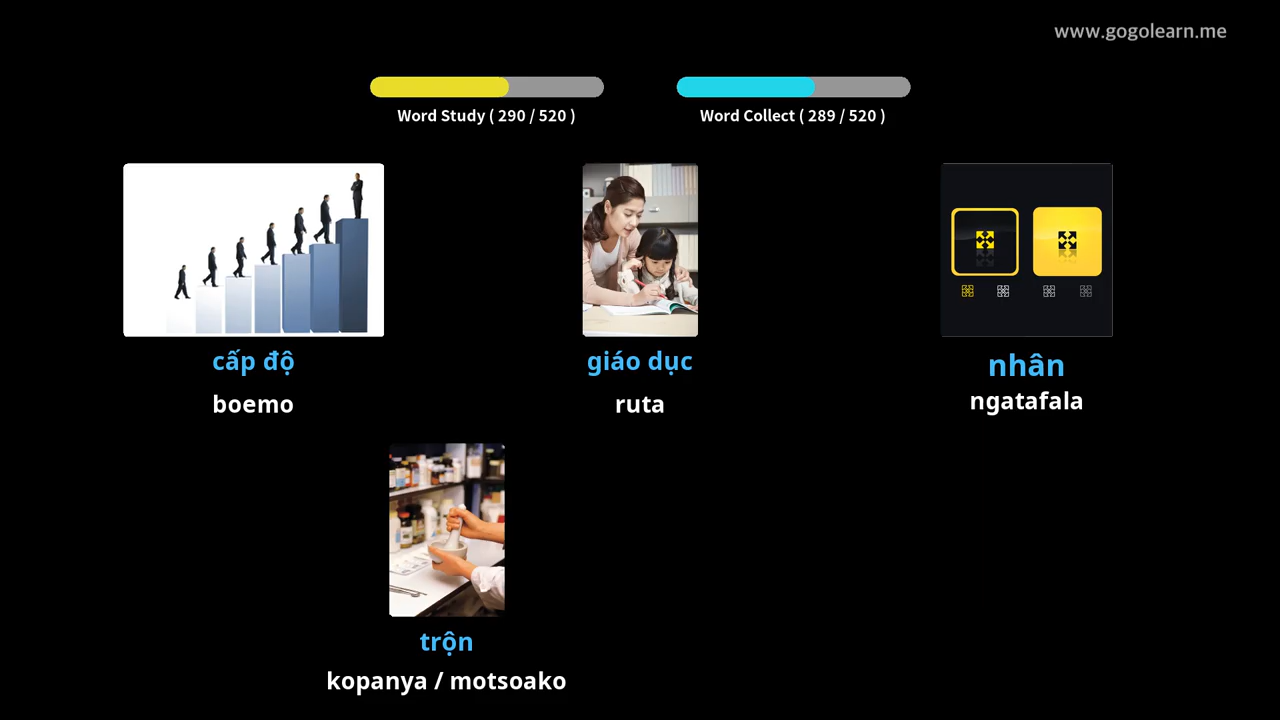 www.gogolearn.me
Word Study ( 290 / 520 )
Word Collect ( 289 / 520 )
cấp độ
boemo
giáo dục
ruta
nhân
ngatafala
trộn
kopanya / motsoako